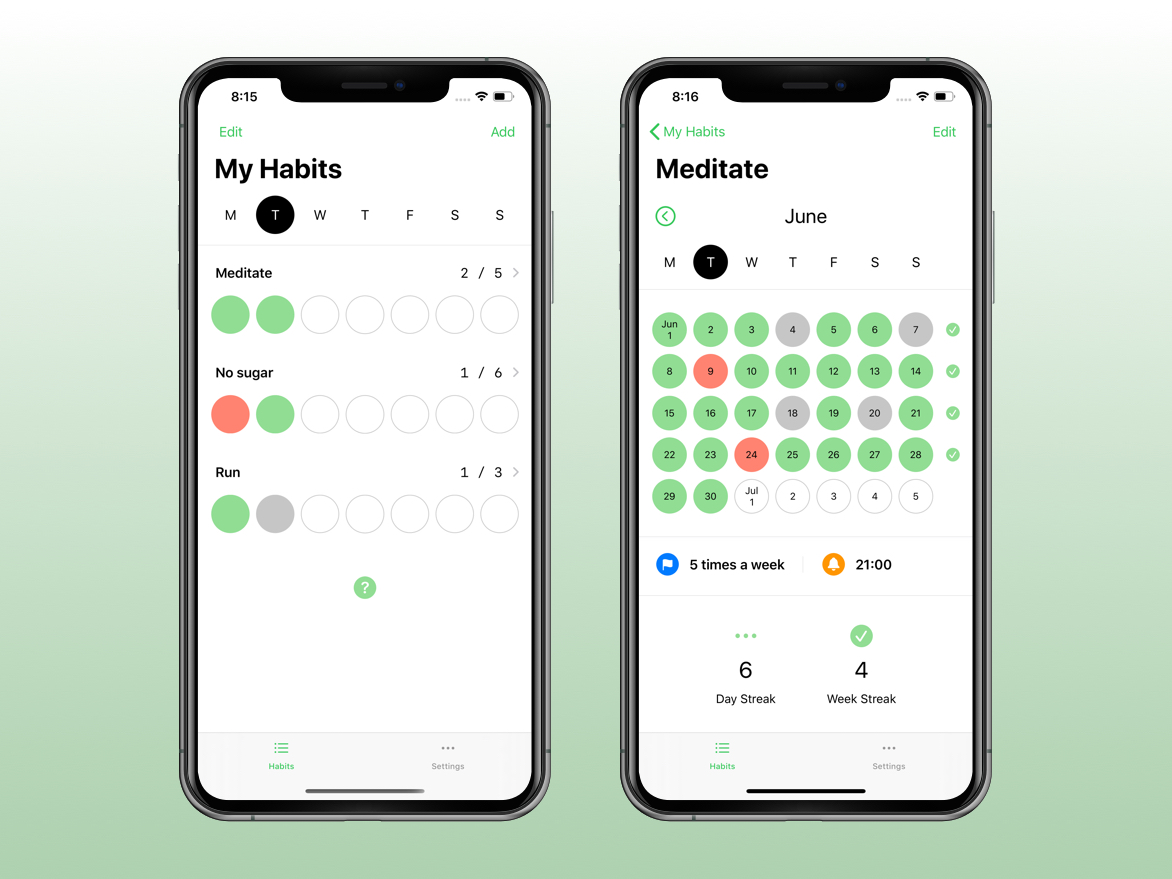 8:15
Edit Add
My Habits
M T W T F S S
Meditate 2 / 5
No sugar 1 / 6
Run 1 / 3
?
Habits Settings
8:16
My Habits Edit
Meditate
June
M T W T F S S
Jun 1 2 3 4 5 6 7
8 9 10 11 12 13 14
15 16 17 18 19 20 21
22 23 24 25 26 27 28
29 30 Jul 1 2 3 4 5
5 times a week 21:00
6 4
Day Streak Week Streak
Habits Settings